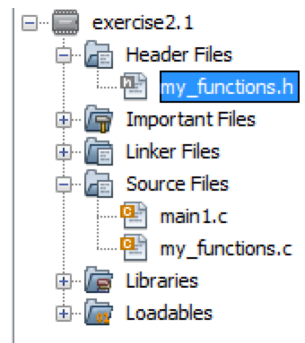 exercise2.1
Header Files
my_functions.h
Important Files
Linker Files
Source Files
main1.c
my_functions.c
Libraries
Loadables